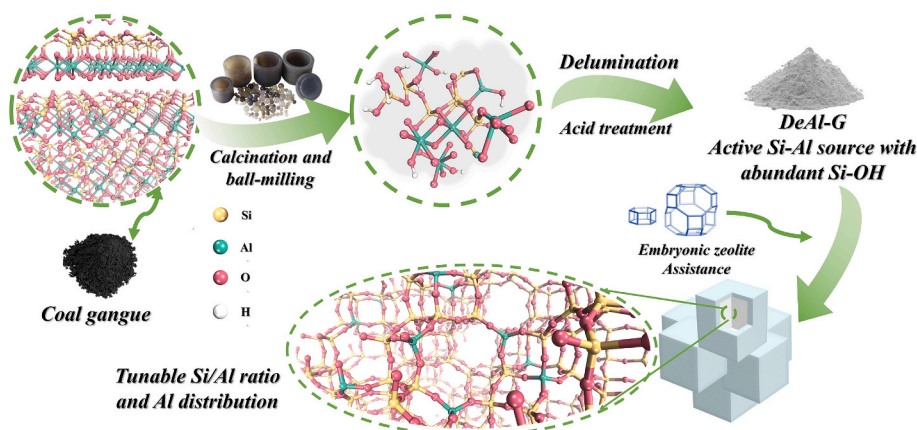 Calcination and
ball-milling
Delumination
Acid treatment
DeAl-G
Active Si-Al source with
abundant Si-OH
Si
Al
O
H
Coal gangue
Embryonic zeolite
Assistance
Tunable Si/Al ratio
and Al distribution